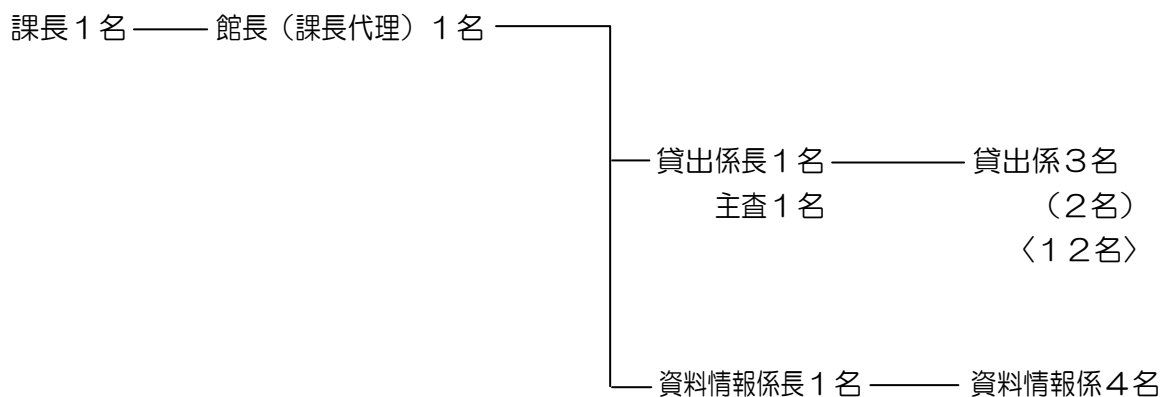 課長１名 館長（課長代理）１名
貸出係長１名 貸出係３名
主査１名 （２名）
〈１２名〉
資料情報係長１名 資料情報係４名